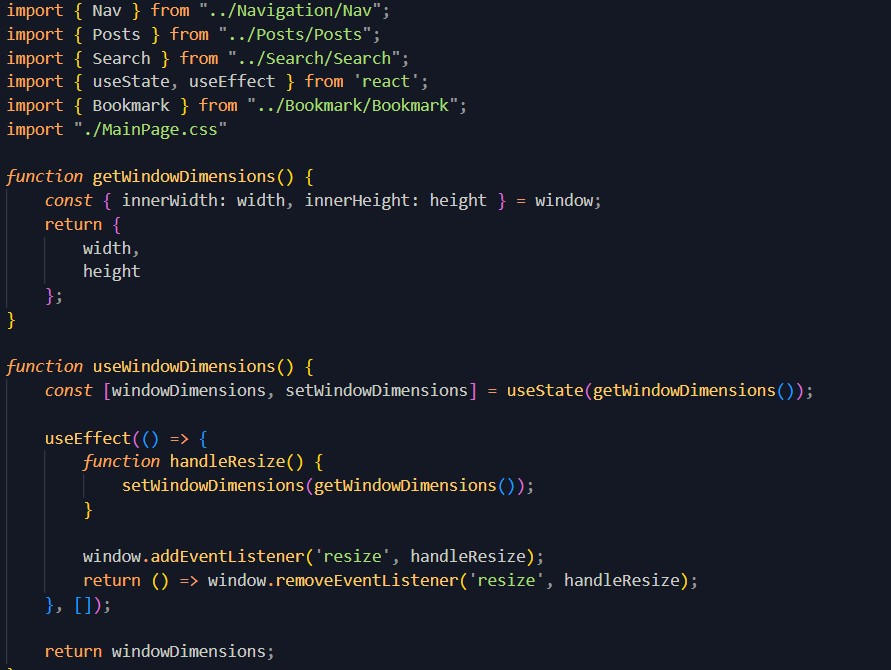 import { Nav } from "../Navigation/Nav";
import { Posts } from "../Posts/Posts";
import { Search } from "../Search/Search";
import { useState, useEffect } from 'react';
import { Bookmark } from "../Bookmark/Bookmark";
import "./MainPage.css"

function getWindowDimensions() {
    const { innerWidth: width, innerHeight: height } = window;
    return {
        width,
        height
    };
}

function useWindowDimensions() {
    const [windowDimensions, setWindowDimensions] = useState(getWindowDimensions());

    useEffect(() => {
        function handleResize() {
            setWindowDimensions(getWindowDimensions());
        }

        window.addEventListener('resize', handleResize);
        return () => window.removeEventListener('resize', handleResize);
    }, []);

    return windowDimensions;